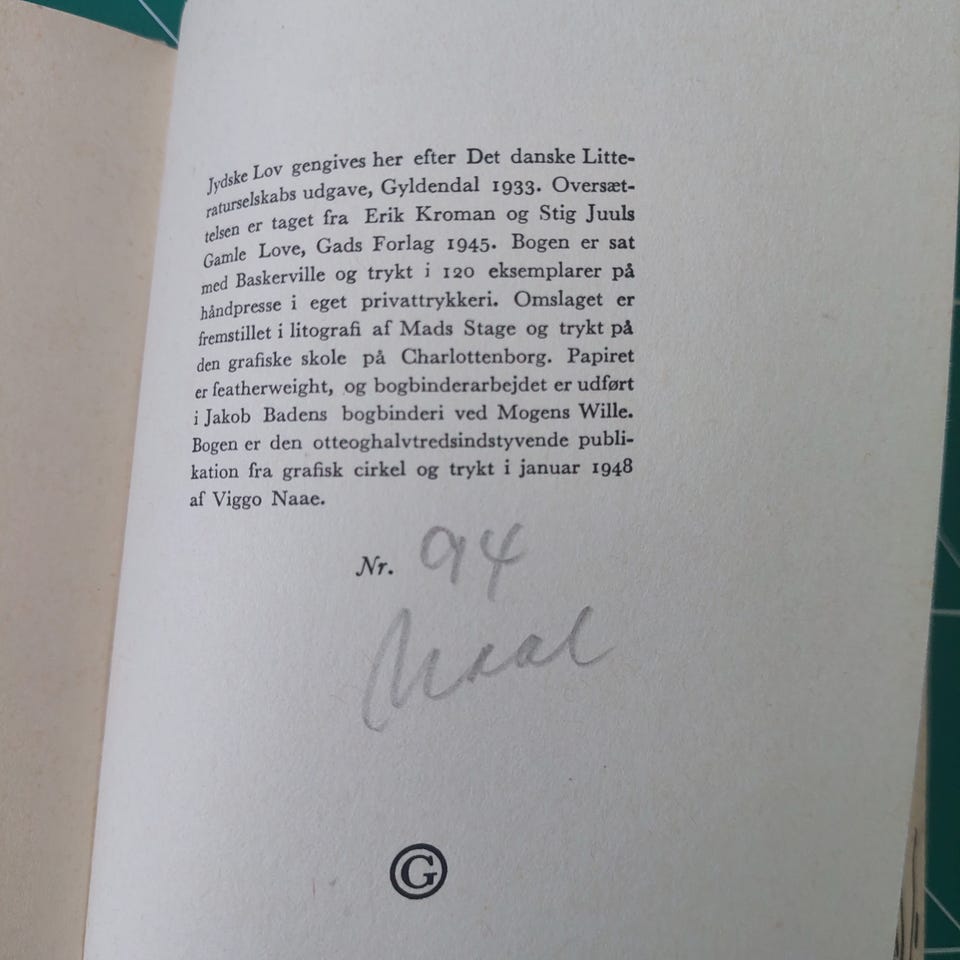 Jydske Lov gengives her efter Det danske Litte-
raturselskabs udgave, Gyldendal 1933. Oversæt-
telsen er taget fra Erik Kroman og Stig Juuls
Gamle Love, Gads Forlag 1945. Bogen er sat
med Baskerville og trykt i 120 eksemplarer på
håndpresse i eget privattrykkeri. Omslaget er
fremstillet i litografi af Mads Stage og trykt på
den grafiske skole på Charlottenborg. Papiret
er featherweight, og bogbinderarbejdet er udført
i Jakob Badens bogbinderi ved Mogens Wille.
Bogen er den otteoghalvtredsindstyvende publi-
kation fra grafisk cirkel og trykt i januar 1948
af Viggo Naae.
Nr. 94
Naae
G